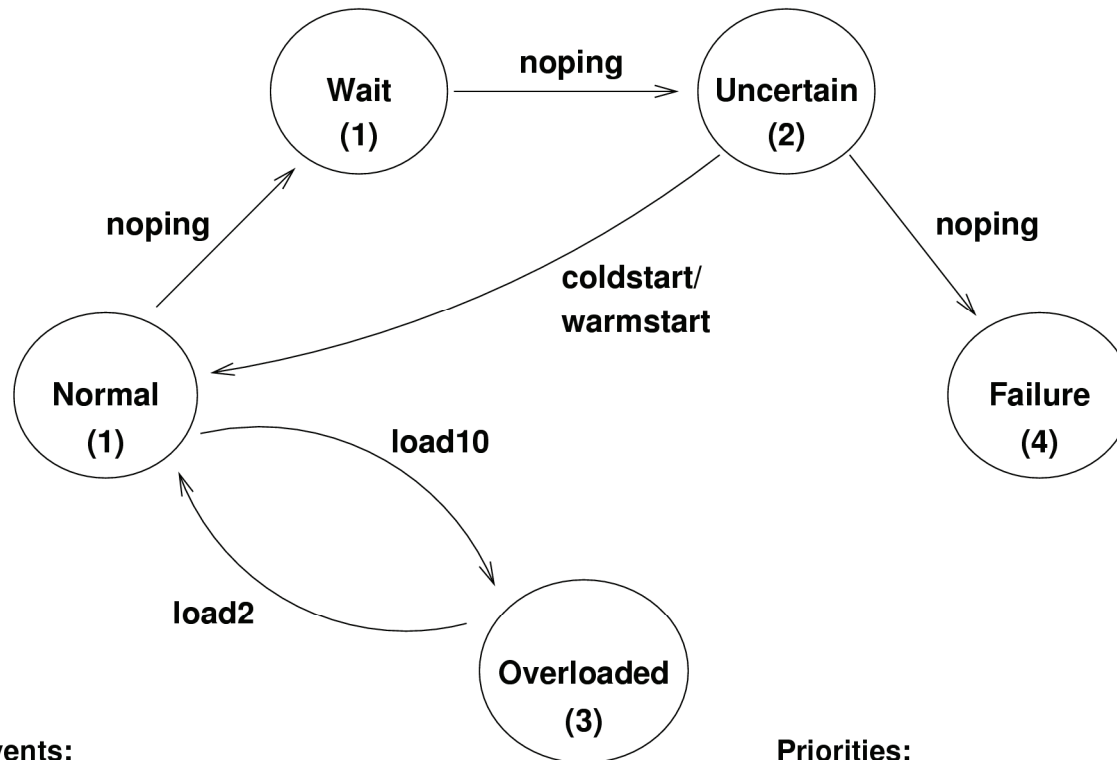 noping
Wait
(1)
Uncertain
(2)
noping
noping
coldstart/
warmstart
Normal
(1)
Failure
(4)
load10
load2
Overloaded
(3)
Priorities: